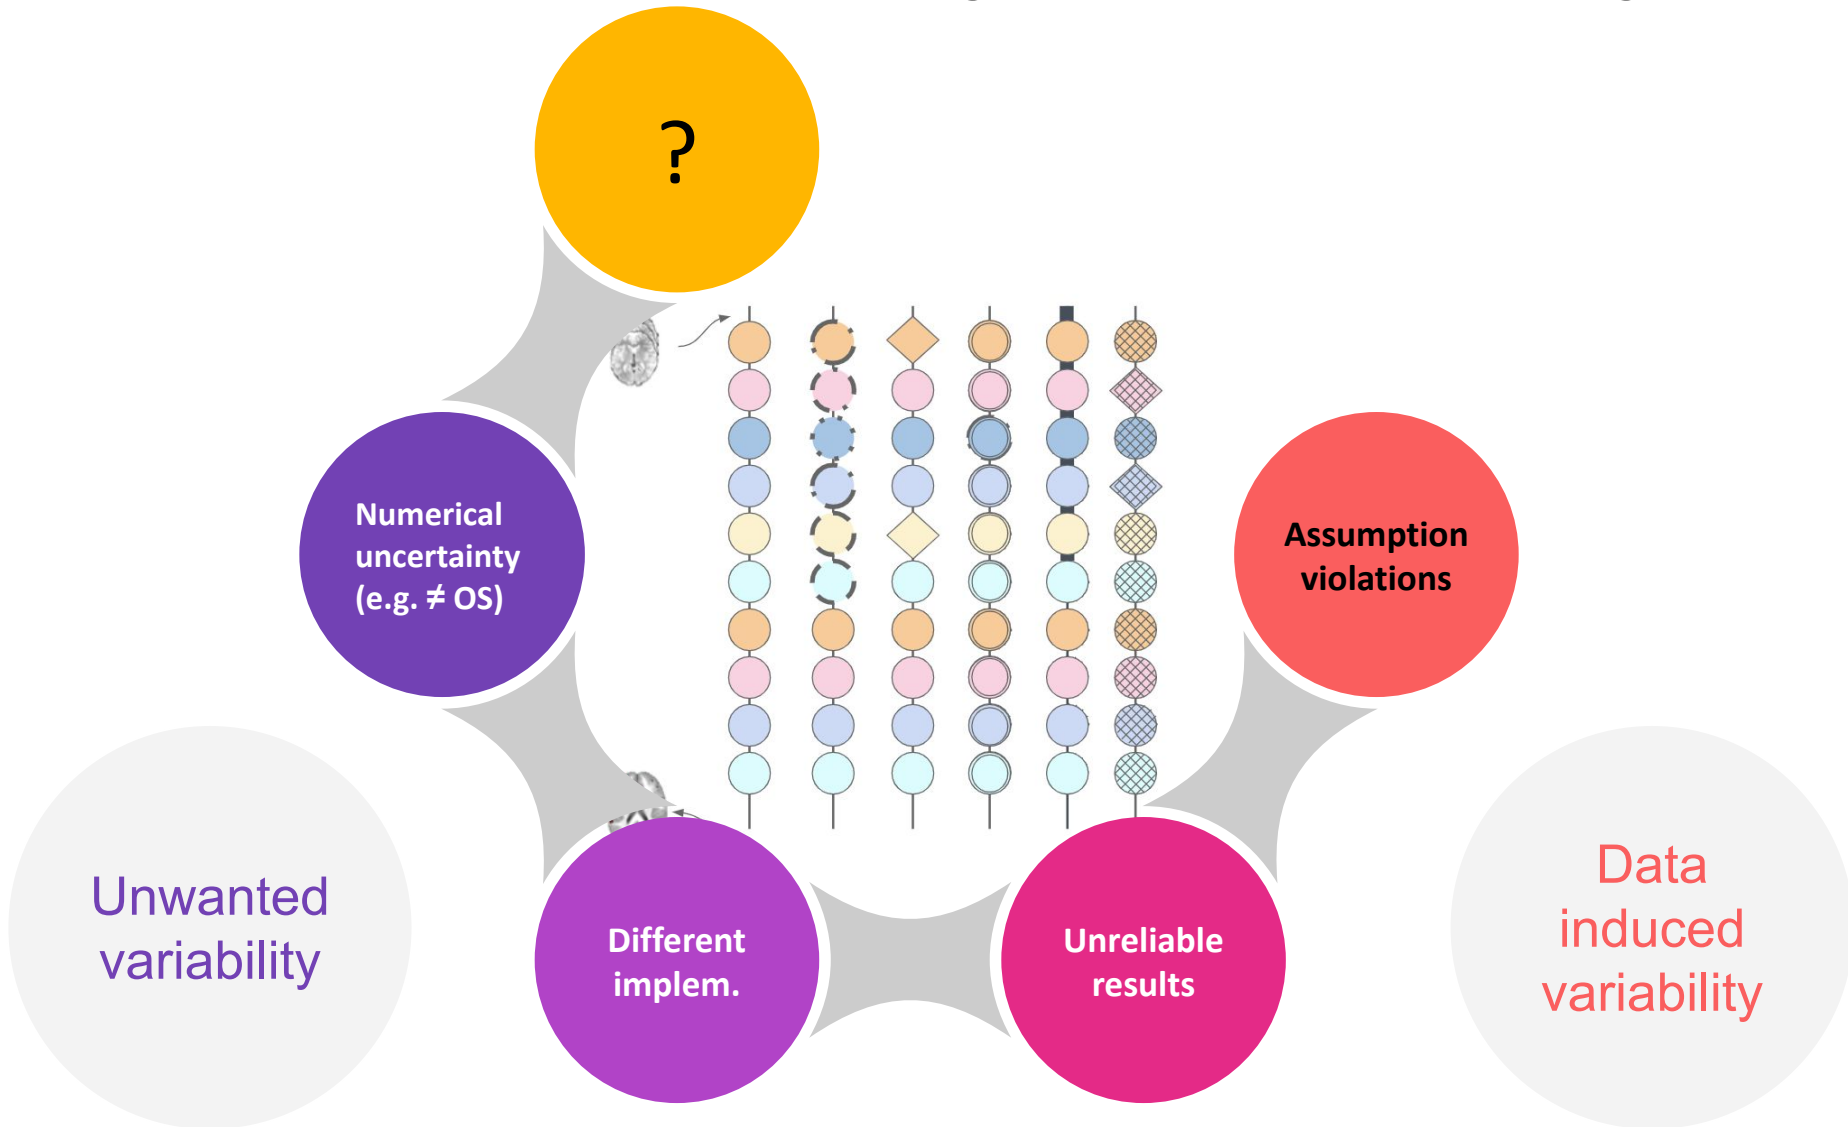 ?
Numerical
uncertainty
(e.g. ≠ OS)
Assumption
violations
Unwanted
variability
Different
implem.
Unreliable
results
Data
induced
variability